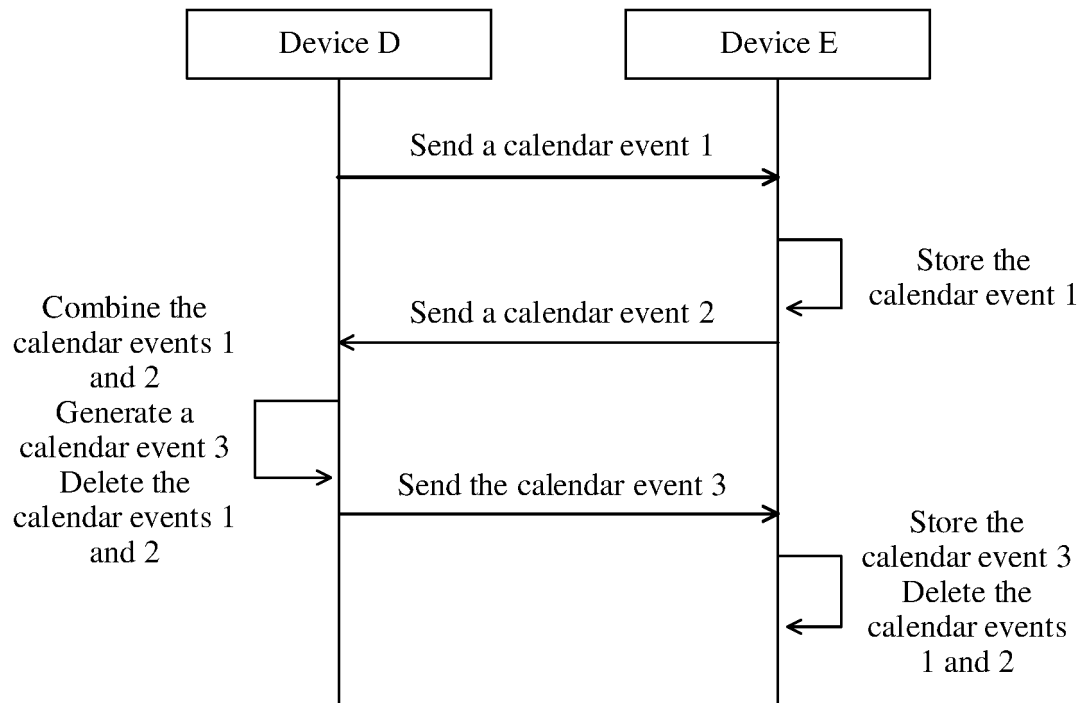 Device D
Device E
Send a calendar event 1
Store the
calendar event 1
Send a calendar event 2
Combine the
calendar events 1
and 2
Generate a
calendar event 3
Delete the
calendar events 1
and 2
Send the calendar event 3
Store the
calendar event 3
Delete the
calendar events
1 and 2